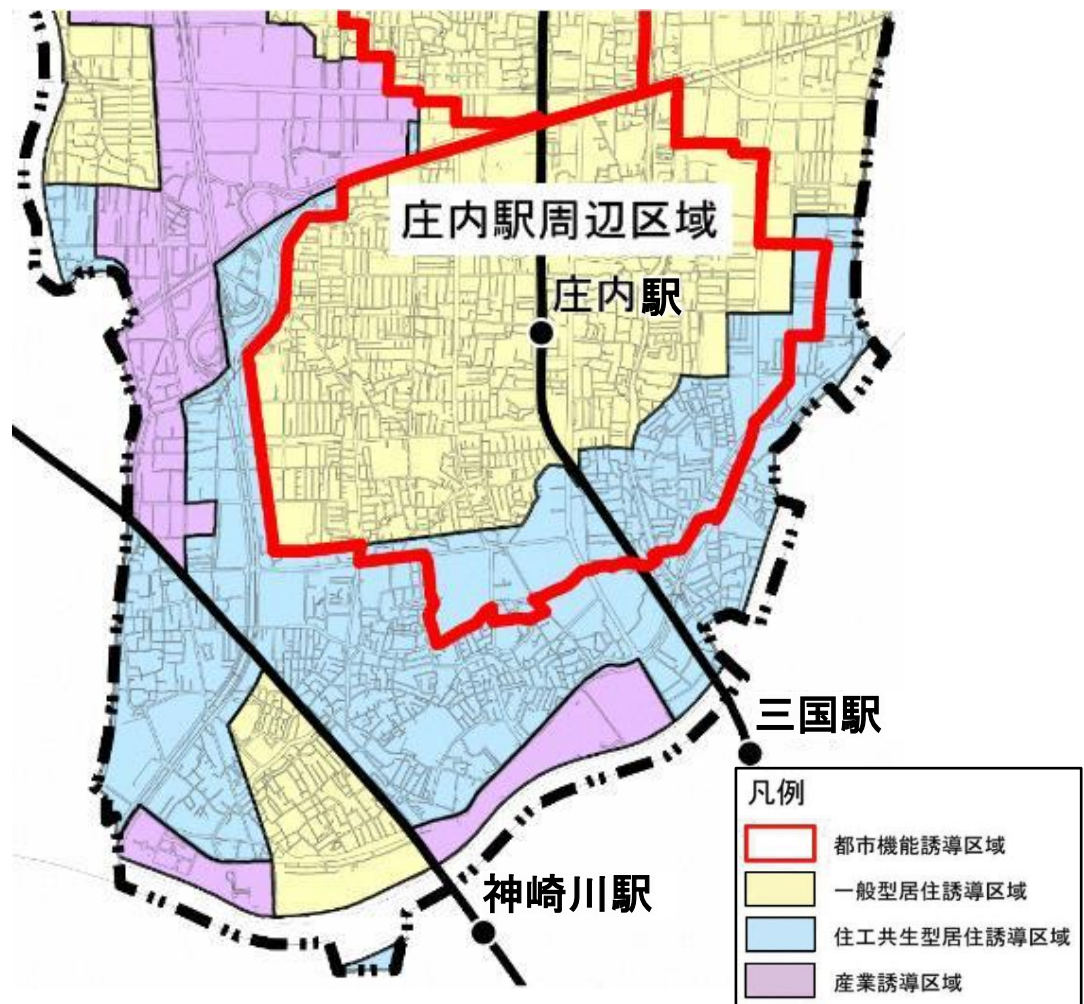 庄内駅周辺区域
庄内駅
三国駅
神崎川駅
凡例
都市機能誘導区域
一般型居住誘導区域
住工共生型居住誘導区域
産業誘導区域